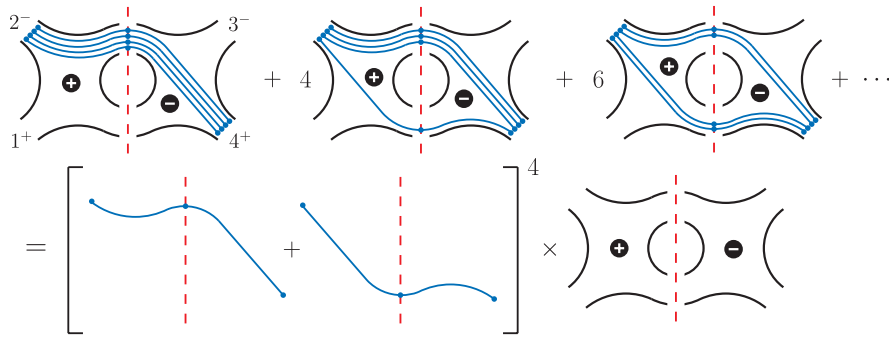 2⁻ 3⁻
+ − + 4 + − + 6 + − + ···
1⁺ 4⁺
4
= + × + −